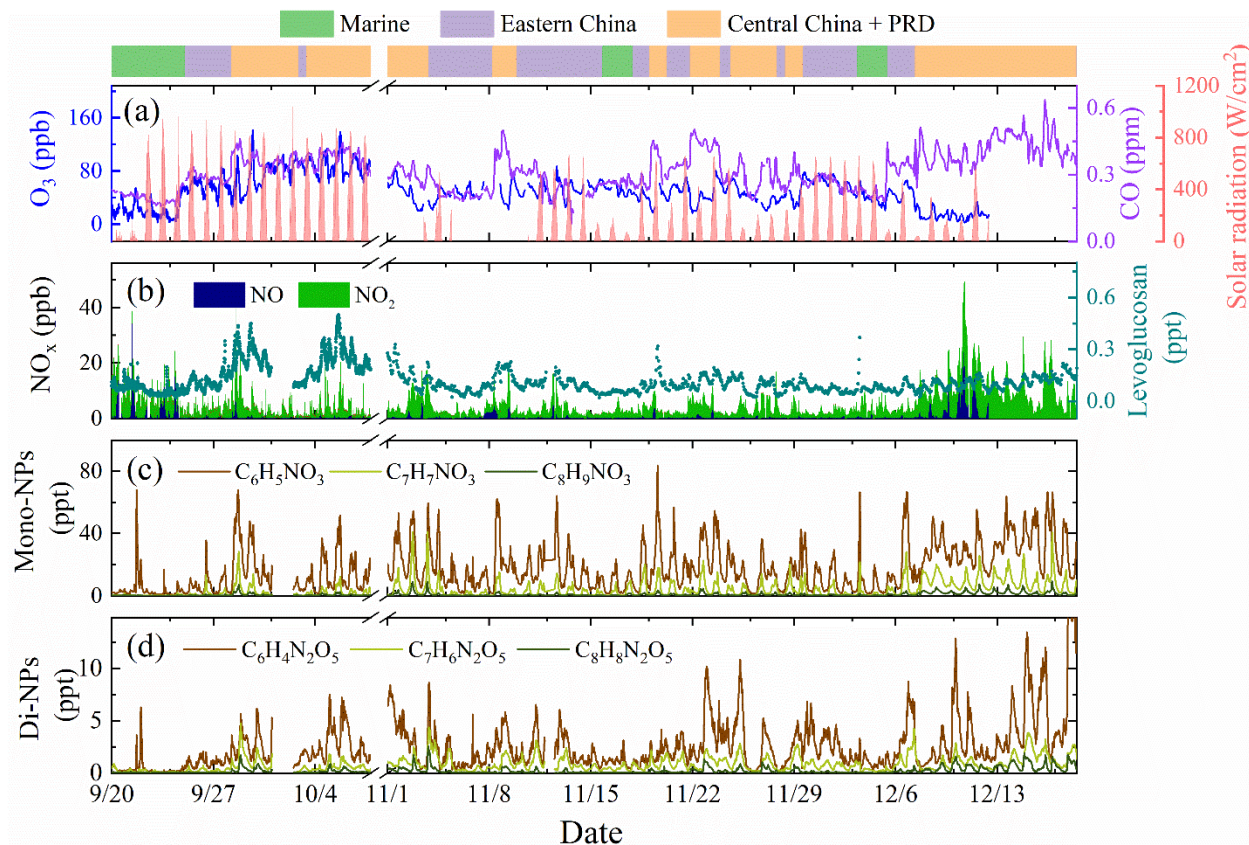 Marine Eastern China Central China + PRD
(a)
O₃ (ppb)
160
80
0
CO (ppm)
0.6
0.3
0.0
Solar radiation (W/cm²)
1200
800
400
0
(b)
NO NO₂
NOₓ (ppb)
40
20
0
Levoglucosan
(ppt)
0.6
0.3
0.0
(c)
C₆H₅NO₃ C₇H₇NO₃ C₈H₉NO₃
Mono-NPs
(ppt)
80
40
0
(d)
C₆H₄N₂O₅ C₇H₆N₂O₅ C₈H₈N₂O₅
Di-NPs
(ppt)
10
5
0
9/20 9/27 10/4 11/1 11/8 11/15 11/22 11/29 12/6 12/13
Date